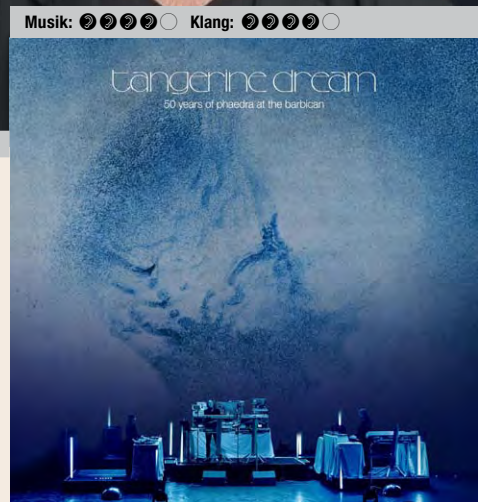 Musik: Klang:
tangerine dream
50 years of phaedra at the barbican